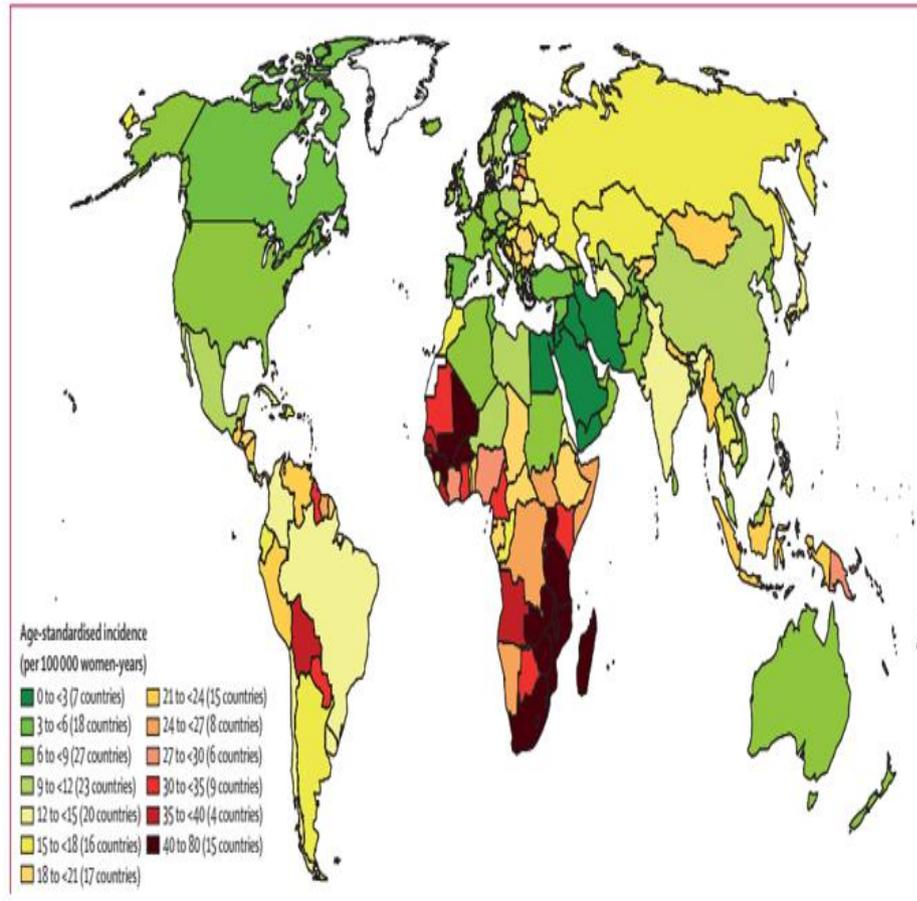 Age-standardised incidence
(per 100 000 women-years)
0 to <3 (7 countries)
3 to <6 (18 countries)
6 to <9 (27 countries)
9 to <12 (23 countries)
12 to <15 (20 countries)
15 to <18 (16 countries)
18 to <21 (17 countries)
21 to <24 (15 countries)
24 to <27 (8 countries)
27 to <30 (6 countries)
30 to <35 (9 countries)
35 to <40 (4 countries)
40 to 80 (15 countries)